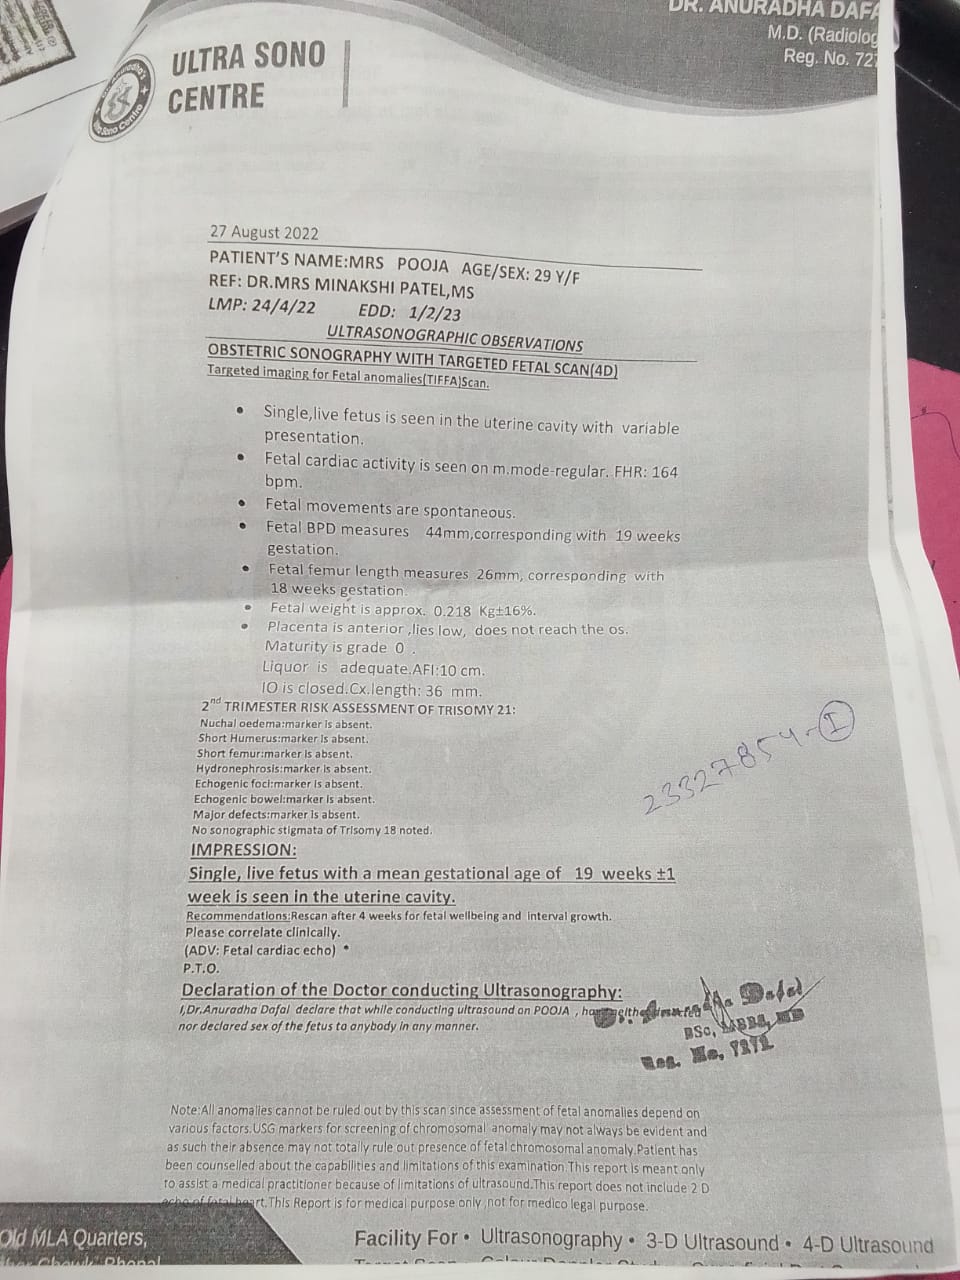 DR. ANURADHA DAFA
M.D. (Radiolog
Reg. No. 727
ULTRA SONO
CENTRE
27 August 2022
PATIENT'S NAME:MRS POOJA AGE/SEX: 29 Y/F
REF: DR.MRS MINAKSHI PATEL,MS
LMP: 24/4/22 EDD: 1/2/23
ULTRASONOGRAPHIC OBSERVATIONS
OBSTETRIC SONOGRAPHY WITH TARGETED FETAL SCAN(4D)
Targeted imaging for Fetal anomalies(TIFFA)Scan.
• Single,live fetus is seen in the uterine cavity with variable
presentation.
• Fetal cardiac activity is seen on m.mode-regular. FHR: 164
bpm.
• Fetal movements are spontaneous.
• Fetal BPD measures 44mm,corresponding with 19 weeks
gestation.
• Fetal femur length measures 26mm, corresponding with
18 weeks gestation.
• Fetal weight is approx. 0.218 Kg±16%.
• Placenta is anterior ,lies low, does not reach the os.
Maturity is grade 0 .
Liquor is adequate.AFI:10 cm.
IO is closed.Cx.length: 36 mm.
2nd TRIMESTER RISK ASSESSMENT OF TRISOMY 21:
Nuchal oedema:marker is absent.
Short Humerus:marker is absent.
Short femur:marker is absent.
Hydronephrosis:marker is absent.
Echogenic foci:marker is absent.
Echogenic bowel:marker is absent.
Major defects:marker is absent.
No sonographic stigmata of Trisomy 18 noted.
23327854-I
IMPRESSION:
Single, live fetus with a mean gestational age of 19 weeks ±1
week is seen in the uterine cavity.
Recommendations:Rescan after 4 weeks for fetal wellbeing and interval growth.
Please correlate clinically.
(ADV: Fetal cardiac echo) *
P.T.O.
Declaration of the Doctor conducting Ultrasonography:
I,Dr.Anuradha Dafal declare that while conducting ultrasound on POOJA ,
nor declared sex of the fetus to anybody in any manner.
Dafal
BSc, MBBS, MD
Reg. No. 7272
Note:All anomalies cannot be ruled out by this scan since assessment of fetal anomalies depend on
various factors.USG markers for screening of chromosomal anomaly may not always be evident and
as such their absence may not totally rule out presence of fetal chromosomal anomaly.Patient has
been counselled about the capabilities and limitations of this examination.This report is meant only
to assist a medical practitioner because of limitations of ultrasound.This report does not include 2 D
echo of fetal heart.This Report is for medical purpose only ,not for medico legal purpose.
Old MLA Quarters,
Facility For • Ultrasonography • 3-D Ultrasound • 4-D Ultrasound